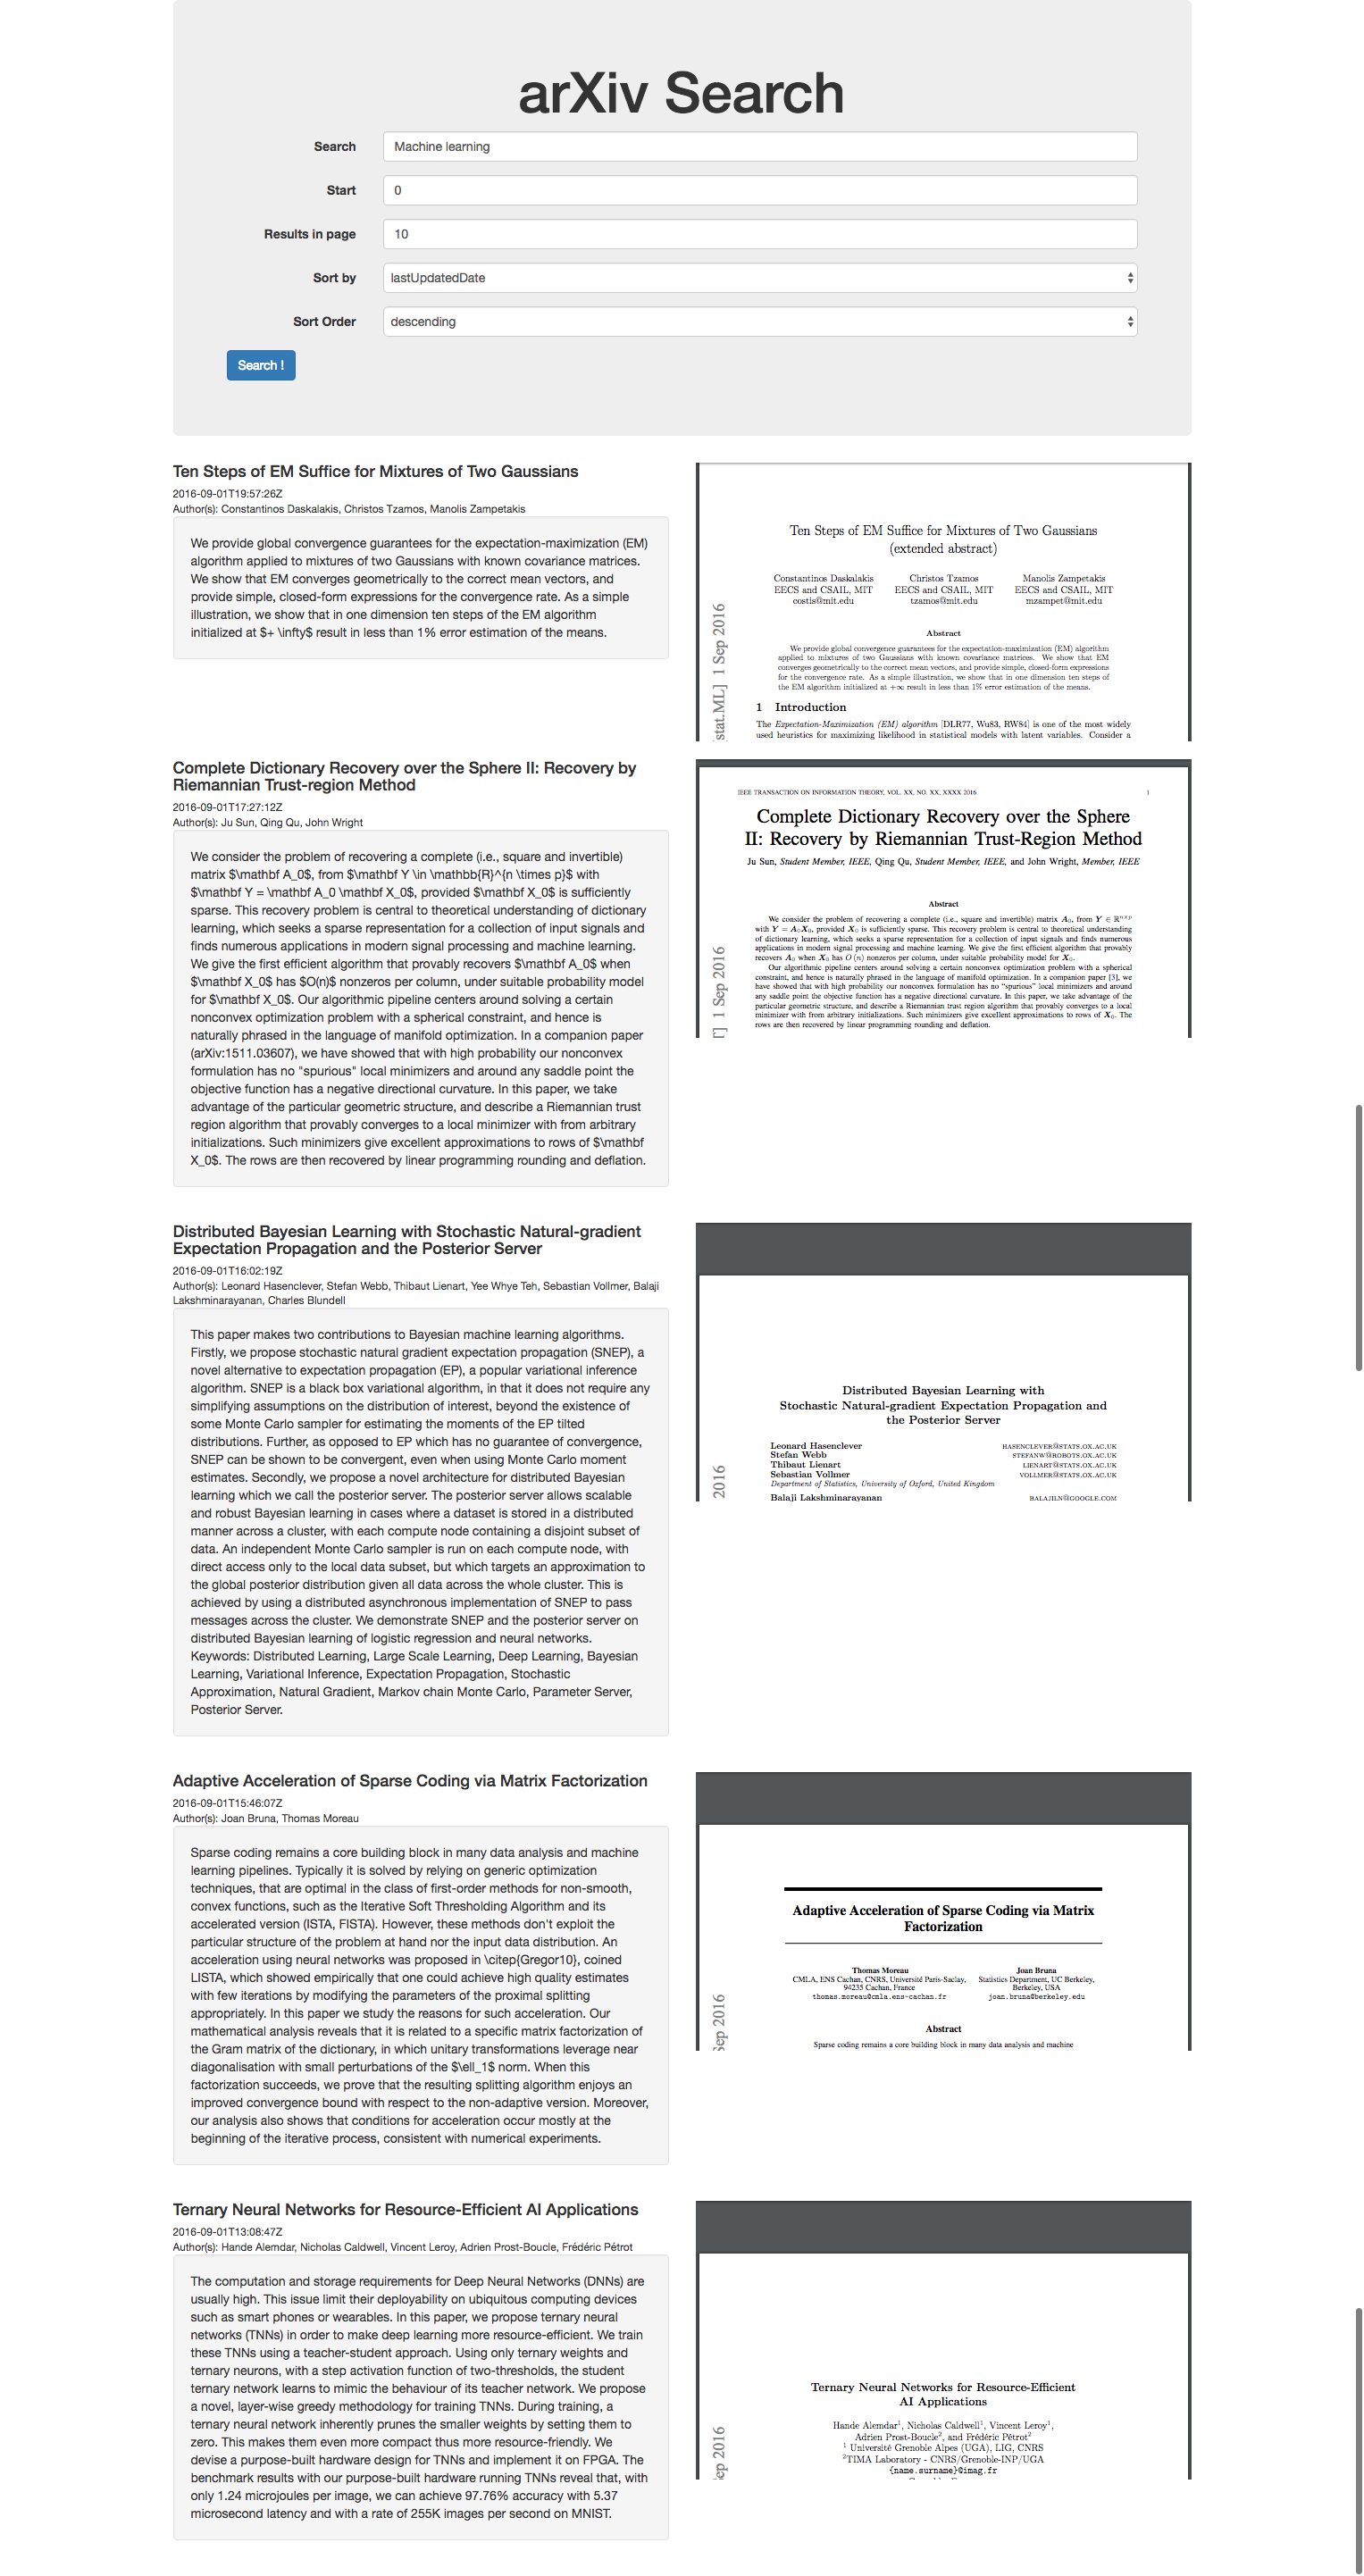 arXiv Search
Search
Machine learning
Start
0
Results in page
10
Sort by
lastUpdatedDate
Sort Order
descending
Search !
Ten Steps of EM Suffice for Mixtures of Two Gaussians
2016-09-01T19:57:26Z
Author(s): Constantinos Daskalakis, Christos Tzamos, Manolis Zampetakis
We provide global convergence guarantees for the expectation-maximization (EM)
algorithm applied to mixtures of two Gaussians with known covariance matrices.
We show that EM converges geometrically to the correct mean vectors, and
provide simple, closed-form expressions for the convergence rate. As a simple
illustration, we show that in one dimension ten steps of the EM algorithm
initialized at $+ \infty$ result in less than 1% error estimation of the means.
Ten Steps of EM Suffice for Mixtures of Two Gaussians
(extended abstract)
Constantinos Daskalakis Christos Tzamos Manolis Zampetakis
EECS and CSAIL, MIT EECS and CSAIL, MIT EECS and CSAIL, MIT
costis@mit.edu tzamos@mit.edu mzampet@mit.edu
Abstract
We provide global convergence guarantees for the expectation-maximization (EM) algorithm
applied to mixtures of two Gaussians with known covariance matrices. We show that EM
converges geometrically to the correct mean vectors, and provide simple, closed-form expressions
for the convergence rate. As a simple illustration, we show that in one dimension ten steps of
the EM algorithm initialized at +∞ result in less than 1% error estimation of the means.
1 Introduction
The Expectation-Maximization (EM) algorithm [DLR77, Wu83, RW84] is one of the most widely
used heuristics for maximizing likelihood in statistical models with latent variables. Consider a
stat.ML] 1 Sep 2016
Complete Dictionary Recovery over the Sphere II: Recovery by
Riemannian Trust-region Method
2016-09-01T17:27:12Z
Author(s): Ju Sun, Qing Qu, John Wright
We consider the problem of recovering a complete (i.e., square and invertible)
matrix $\mathbf A_0$, from $\mathbf Y \in \mathbb{R}^{n \times p}$ with
$\mathbf Y = \mathbf A_0 \mathbf X_0$, provided $\mathbf X_0$ is sufficiently
sparse. This recovery problem is central to theoretical understanding of dictionary
learning, which seeks a sparse representation for a collection of input signals and
finds numerous applications in modern signal processing and machine learning.
We give the first efficient algorithm that provably recovers $\mathbf A_0$ when
$\mathbf X_0$ has $O(n)$ nonzeros per column, under suitable probability model
for $\mathbf X_0$. Our algorithmic pipeline centers around solving a certain
nonconvex optimization problem with a spherical constraint, and hence is
naturally phrased in the language of manifold optimization. In a companion paper
(arXiv:1511.03607), we have showed that with high probability our nonconvex
formulation has no "spurious" local minimizers and around any saddle point the
objective function has a negative directional curvature. In this paper, we take
advantage of the particular geometric structure, and describe a Riemannian trust
region algorithm that provably converges to a local minimizer with from arbitrary
initializations. Such minimizers give excellent approximations to rows of $\mathbf
X_0$. The rows are then recovered by linear programming rounding and deflation.
IEEE TRANSACTION ON INFORMATION THEORY, VOL. XX, NO. XX, XXXX 2016 1
Complete Dictionary Recovery over the Sphere
II: Recovery by Riemannian Trust-Region Method
Ju Sun, Student Member, IEEE, Qing Qu, Student Member, IEEE, and John Wright, Member, IEEE
Abstract
We consider the problem of recovering a complete (i.e., square and invertible) matrix A0, from Y ∈ ℝn×p
with Y = A0X0, provided X0 is sufficiently sparse. This recovery problem is central to theoretical understanding
of dictionary learning, which seeks a sparse representation for a collection of input signals and finds numerous
applications in modern signal processing and machine learning. We give the first efficient algorithm that provably
recovers A0 when X0 has O (n) nonzeros per column, under suitable probability model for X0.
Our algorithmic pipeline centers around solving a certain nonconvex optimization problem with a spherical
constraint, and hence is naturally phrased in the language of manifold optimization. In a companion paper [3], we
have showed that with high probability our nonconvex formulation has no “spurious” local minimizers and around
any saddle point the objective function has a negative directional curvature. In this paper, we take advantage of the
particular geometric structure, and describe a Riemannian trust region algorithm that provably converges to a local
minimizer with from arbitrary initializations. Such minimizers give excellent approximations to rows of X0. The
rows are then recovered by linear programming rounding and deflation.
T] 1 Sep 2016
Distributed Bayesian Learning with Stochastic Natural-gradient
Expectation Propagation and the Posterior Server
2016-09-01T16:02:19Z
Author(s): Leonard Hasenclever, Stefan Webb, Thibaut Lienart, Yee Whye Teh, Sebastian Vollmer, Balaji
Lakshminarayanan, Charles Blundell
This paper makes two contributions to Bayesian machine learning algorithms.
Firstly, we propose stochastic natural gradient expectation propagation (SNEP), a
novel alternative to expectation propagation (EP), a popular variational inference
algorithm. SNEP is a black box variational algorithm, in that it does not require any
simplifying assumptions on the distribution of interest, beyond the existence of
some Monte Carlo sampler for estimating the moments of the EP tilted
distributions. Further, as opposed to EP which has no guarantee of convergence,
SNEP can be shown to be convergent, even when using Monte Carlo moment
estimates. Secondly, we propose a novel architecture for distributed Bayesian
learning which we call the posterior server. The posterior server allows scalable
and robust Bayesian learning in cases where a dataset is stored in a distributed
manner across a cluster, with each compute node containing a disjoint subset of
data. An independent Monte Carlo sampler is run on each compute node, with
direct access only to the local data subset, but which targets an approximation to
the global posterior distribution given all data across the whole cluster. This is
achieved by using a distributed asynchronous implementation of SNEP to pass
messages across the cluster. We demonstrate SNEP and the posterior server on
distributed Bayesian learning of logistic regression and neural networks.
Keywords: Distributed Learning, Large Scale Learning, Deep Learning, Bayesian
Learning, Variational Inference, Expectation Propagation, Stochastic
Approximation, Natural Gradient, Markov chain Monte Carlo, Parameter Server,
Posterior Server.
Distributed Bayesian Learning with
Stochastic Natural-gradient Expectation Propagation and
the Posterior Server
Leonard Hasenclever HASENCLEVER@STATS.OX.AC.UK
Stefan Webb STEFANW@ROBOTS.OX.AC.UK
Thibaut Lienart LIENART@STATS.OX.AC.UK
Sebastian Vollmer VOLLMER@STATS.OX.AC.UK
Department of Statistics, University of Oxford, United Kingdom
Balaji Lakshminarayanan BALAJILN@GOOGLE.COM
2016
Adaptive Acceleration of Sparse Coding via Matrix Factorization
2016-09-01T15:46:07Z
Author(s): Joan Bruna, Thomas Moreau
Sparse coding remains a core building block in many data analysis and machine
learning pipelines. Typically it is solved by relying on generic optimization
techniques, that are optimal in the class of first-order methods for non-smooth,
convex functions, such as the Iterative Soft Thresholding Algorithm and its
accelerated version (ISTA, FISTA). However, these methods don't exploit the
particular structure of the problem at hand nor the input data distribution. An
acceleration using neural networks was proposed in \citep{Gregor10}, coined
LISTA, which showed empirically that one could achieve high quality estimates
with few iterations by modifying the parameters of the proximal splitting
appropriately. In this paper we study the reasons for such acceleration. Our
mathematical analysis reveals that it is related to a specific matrix factorization of
the Gram matrix of the dictionary, in which unitary transformations leverage near
diagonalisation with small perturbations of the $\ell_1$ norm. When this
factorization succeeds, we prove that the resulting splitting algorithm enjoys an
improved convergence bound with respect to the non-adaptive version. Moreover,
our analysis also shows that conditions for acceleration occur mostly at the
beginning of the iterative process, consistent with numerical experiments.
Adaptive Acceleration of Sparse Coding via Matrix
Factorization
Thomas Moreau Joan Bruna
CMLA, ENS Cachan, CNRS, Université Paris-Saclay, Statistics Department, UC Berkeley,
94235 Cachan, France Berkeley, USA
thomas.moreau@cmla.ens-cachan.fr joan.bruna@berkeley.edu
Abstract
Sparse coding remains a core building block in many data analysis and machine
Sep 2016
Ternary Neural Networks for Resource-Efficient AI Applications
2016-09-01T13:08:47Z
Author(s): Hande Alemdar, Nicholas Caldwell, Vincent Leroy, Adrien Prost-Boucle, Frédéric Pétrot
The computation and storage requirements for Deep Neural Networks (DNNs) are
usually high. This issue limit their deployability on ubiquitous computing devices
such as smart phones or wearables. In this paper, we propose ternary neural
networks (TNNs) in order to make deep learning more resource-efficient. We train
these TNNs using a teacher-student approach. Using only ternary weights and
ternary neurons, with a step activation function of two-thresholds, the student
ternary network learns to mimic the behaviour of its teacher network. We propose
a novel, layer-wise greedy methodology for training TNNs. During training, a
ternary neural network inherently prunes the smaller weights by setting them to
zero. This makes them even more compact thus more resource-friendly. We
devise a purpose-built hardware design for TNNs and implement it on FPGA. The
benchmark results with our purpose-built hardware running TNNs reveal that, with
only 1.24 microjoules per image, we can achieve 97.76% accuracy with 5.37
microsecond latency and with a rate of 255K images per second on MNIST.
Ternary Neural Networks for Resource-Efficient
AI Applications
Hande Alemdar1, Nicholas Caldwell1, Vincent Leroy1,
Adrien Prost-Boucle2, and Frédéric Pétrot2
1 Université Grenoble Alpes (UGA), LIG, CNRS
2TIMA Laboratory - CNRS/Grenoble-INP/UGA
{name.surname}@imag.fr
ep 2016